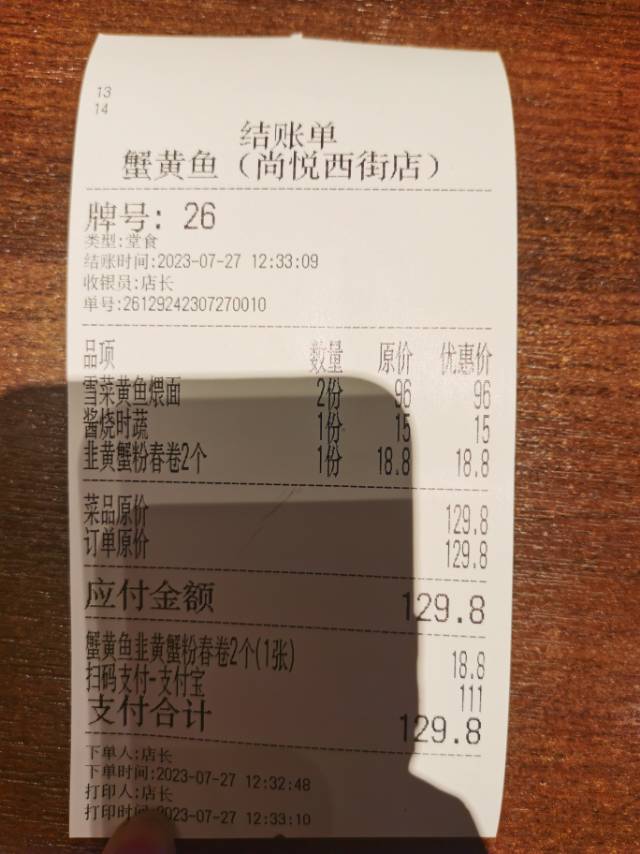 13
14
结账单
蟹黄鱼（尚悦西街店）
牌号: 26
类型:堂食
结账时间:2023-07-27 12:33:09
收银员:店长
单号:26129242307270010
品项 数量 原价 优惠价
雪菜黄鱼煨面 2份 96 96
酱烧时蔬 1份 15 15
韭黄蟹粉春卷2个 1份 18.8 18.8
菜品原价 129.8
订单原价 129.8
应付金额 129.8
蟹黄鱼韭黄蟹粉春卷2个(1张) 18.8
扫码支付-支付宝 111
支付合计 129.8
下单人:店长
下单时间:2023-07-27 12:32:48
打印人:店长
打印时间:2023-07-27 12:33:10